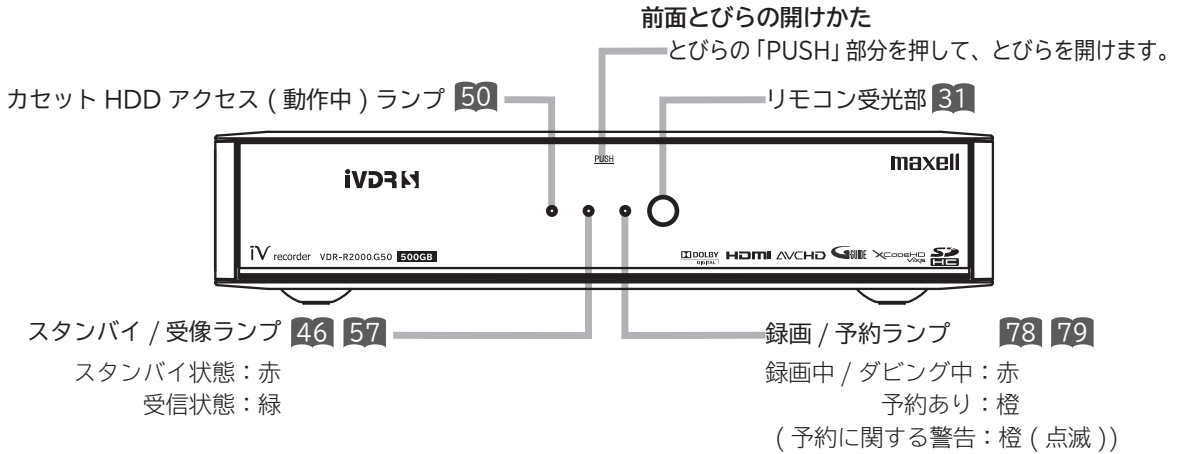 前面とびらの開けかた
とびらの「PUSH」部分を押して、とびらを開けます。
カセット HDD アクセス ( 動作中 ) ランプ 50
リモコン受光部 31
PUSH
maxell
iVDR S
iV recorder VDR-R2000.G50 500GB
DOLBY DIGITAL HDMI AVCHD G GUIDE XCODEHD ViXS SD HC
スタンバイ / 受像ランプ 46 57
スタンバイ状態：赤
受信状態：緑
録画 / 予約ランプ 78 79
録画中 / ダビング中：赤
予約あり：橙
( 予約に関する警告：橙 ( 点滅 ))